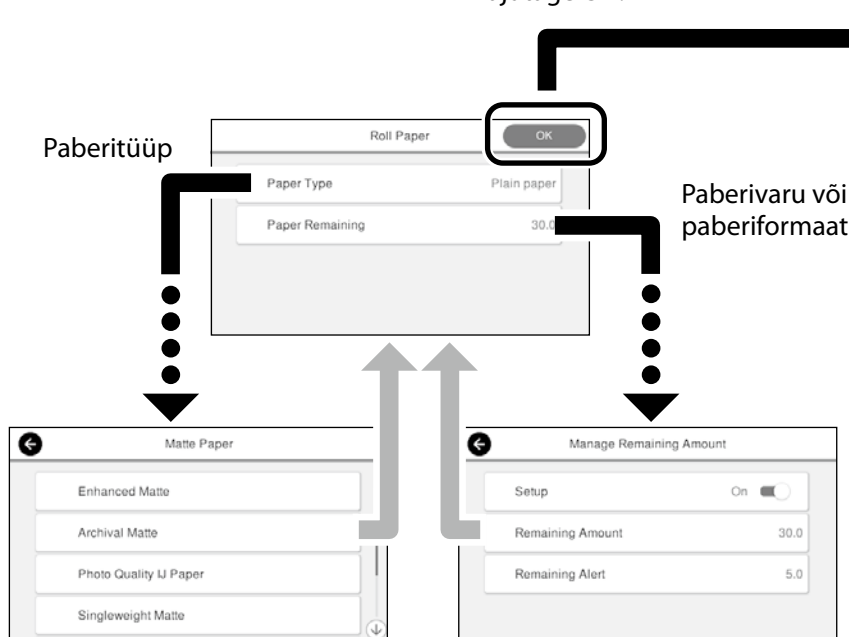 Roll Paper
OK
Paberitüüp
Paper Type
Plain paper
Paberivaru või
paberiformaat
Paper Remaining
30.0
Matte Paper
Enhanced Matte
Archival Matte
Photo Quality IJ Paper
Singleweight Matte
Manage Remaining Amount
Setup
On
Remaining Amount
30.0
Remaining Alert
5.0